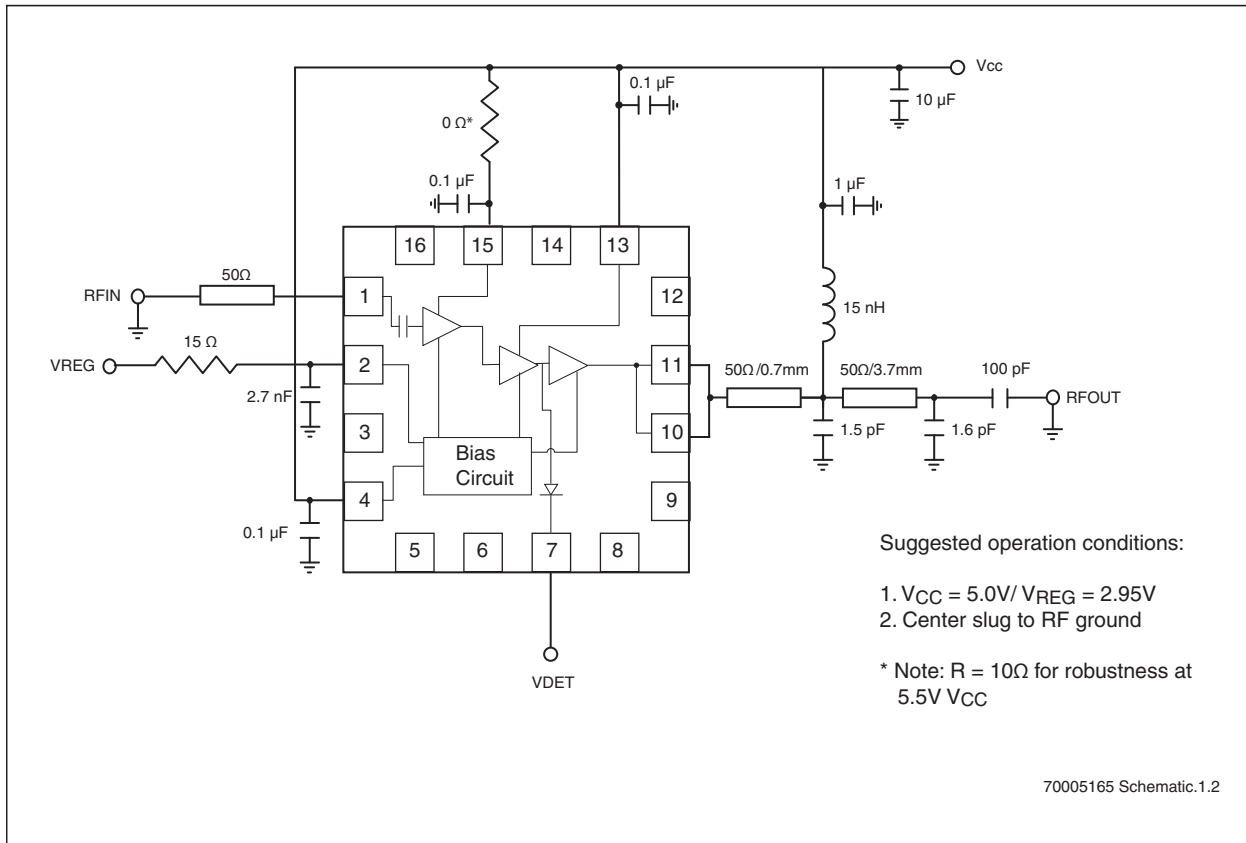 Vcc
0.1 µF
10 µF
0 Ω*
0.1 µF
1 µF
16
15
14
13
50Ω
RFIN
1
12
15 nH
15 Ω
VREG
2
11
50Ω/0.7mm
50Ω/3.7mm
100 pF
RFOUT
2.7 nF
3
10
1.5 pF
1.6 pF
Bias
Circuit
4
9
0.1 µF
5
6
7
8
VDET
Suggested operation conditions:
1. VCC = 5.0V/ VREG = 2.95V
2. Center slug to RF ground
* Note: R = 10Ω for robustness at
5.5V VCC
70005165 Schematic.1.2